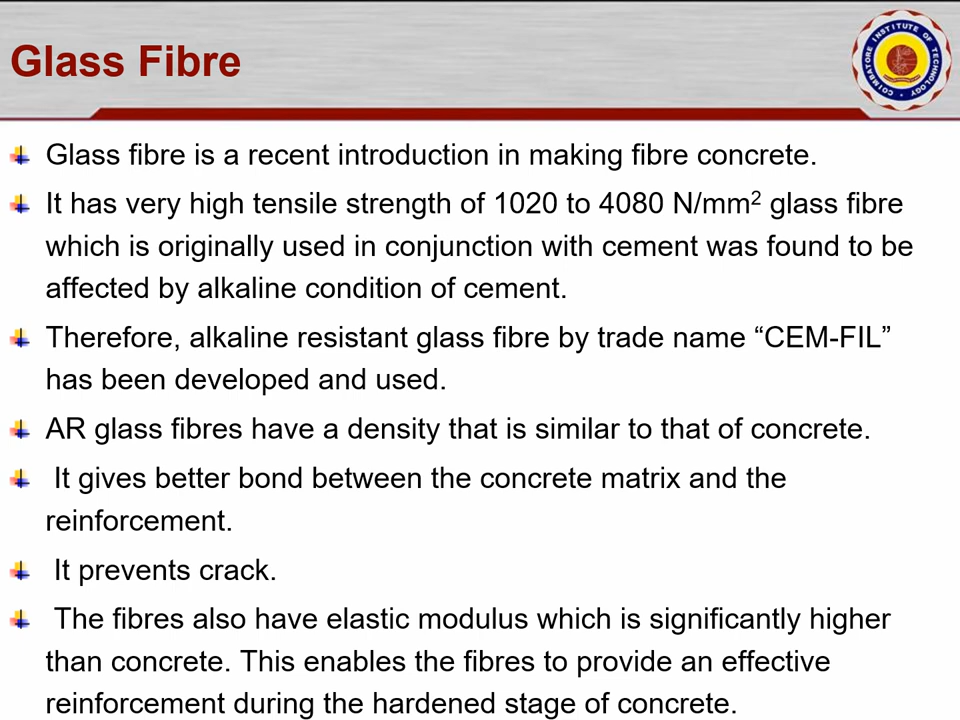 Glass Fibre
COIMBATORE INSTITUTE OF TECHNOLOGY
Glass fibre is a recent introduction in making fibre concrete.
It has very high tensile strength of 1020 to 4080 N/mm² glass fibre
which is originally used in conjunction with cement was found to be
affected by alkaline condition of cement.
Therefore, alkaline resistant glass fibre by trade name “CEM-FIL”
has been developed and used.
AR glass fibres have a density that is similar to that of concrete.
It gives better bond between the concrete matrix and the
reinforcement.
It prevents crack.
The fibres also have elastic modulus which is significantly higher
than concrete. This enables the fibres to provide an effective
reinforcement during the hardened stage of concrete.